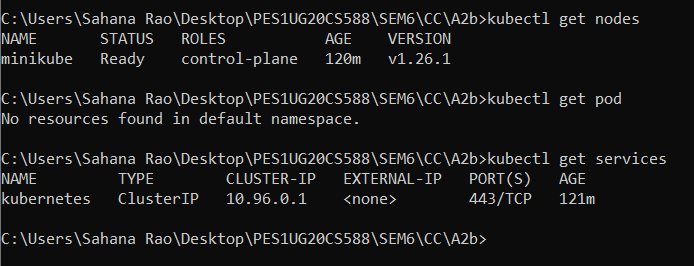 C:\Users\Sahana Rao\Desktop\PES1UG20CS588\SEM6\CC\A2b>kubectl get nodes
NAME       STATUS   ROLES           AGE    VERSION
minikube   Ready    control-plane   120m   v1.26.1
C:\Users\Sahana Rao\Desktop\PES1UG20CS588\SEM6\CC\A2b>kubectl get pod
No resources found in default namespace.
C:\Users\Sahana Rao\Desktop\PES1UG20CS588\SEM6\CC\A2b>kubectl get services
NAME         TYPE        CLUSTER-IP   EXTERNAL-IP   PORT(S)   AGE
kubernetes   ClusterIP   10.96.0.1    <none>        443/TCP   121m
C:\Users\Sahana Rao\Desktop\PES1UG20CS588\SEM6\CC\A2b>